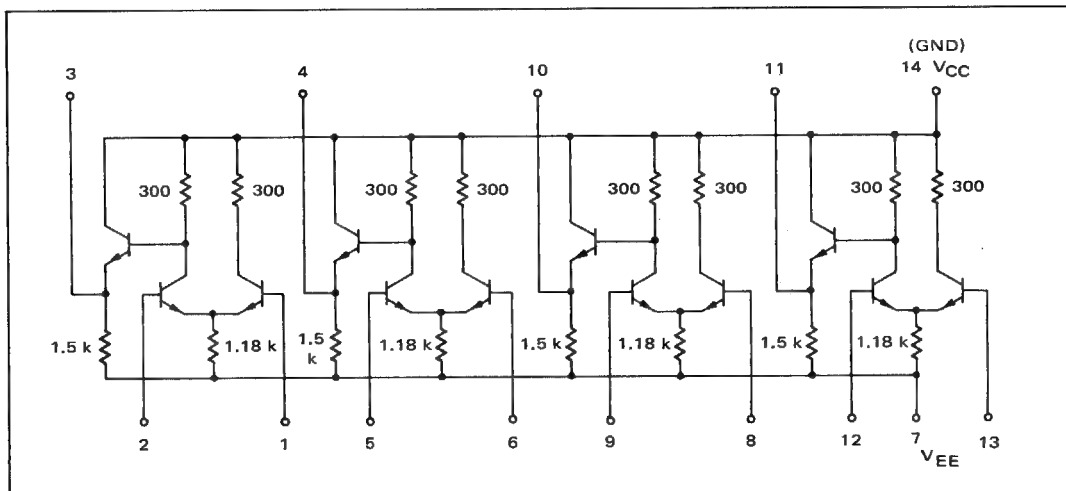 (GND)
3 4 10 11 14 VCC
300 300 300 300 300 300 300 300
1.5 k 1.18 k 1.5 k 1.18 k 1.5 k 1.18 k 1.5 k 1.18 k
2 1 5 6 9 8 12 7 13
VEE